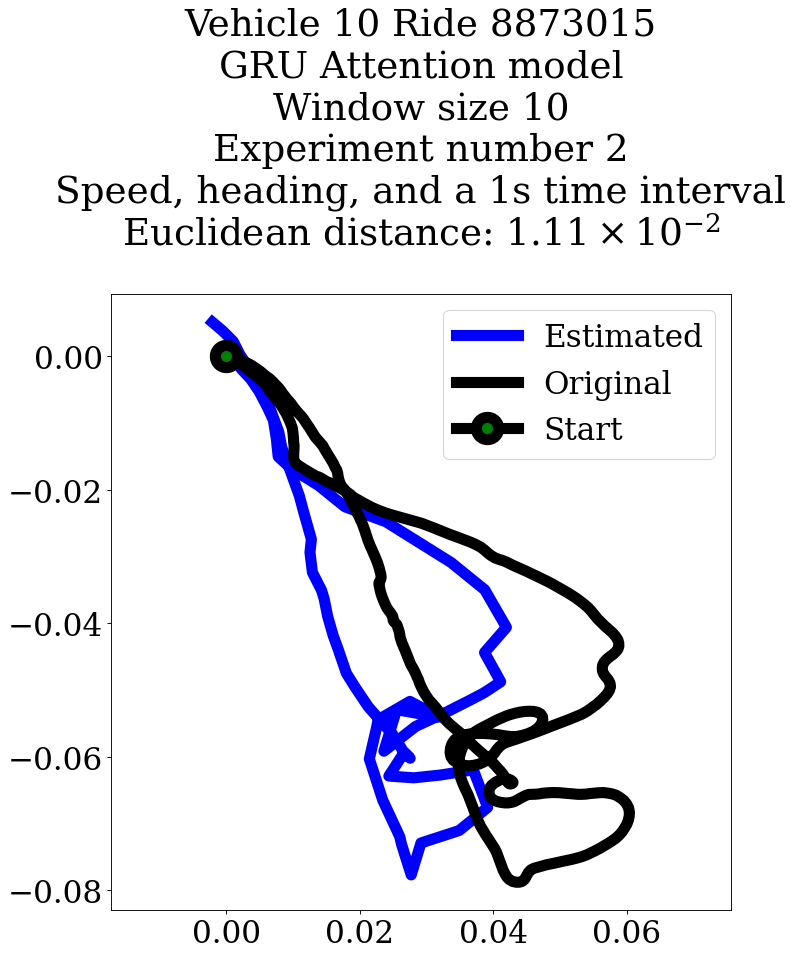 Vehicle 10 Ride 8873015
GRU Attention model
Window size 10
Experiment number 2
Speed, heading, and a 1s time interval
Euclidean distance: 1.11 × 10⁻²
Estimated
Original
Start
0.00
−0.02
−0.04
−0.06
−0.08
0.00 0.02 0.04 0.06